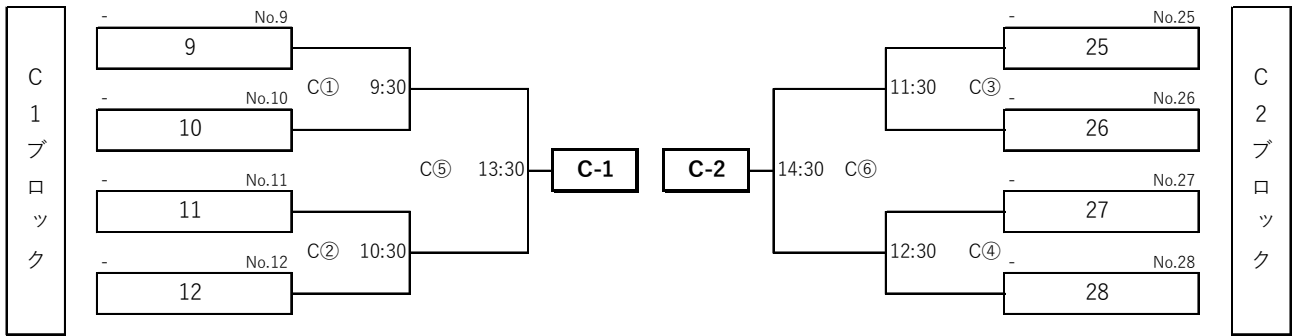 C1ブロック
- No.9
9
C① 9:30
- No.10
10
C⑤ 13:30
C-1
- No.11
11
C② 10:30
- No.12
12
- No.25
25
11:30 C③
- No.26
26
C-2
14:30 C⑥
- No.27
27
12:30 C④
- No.28
28
C2ブロック